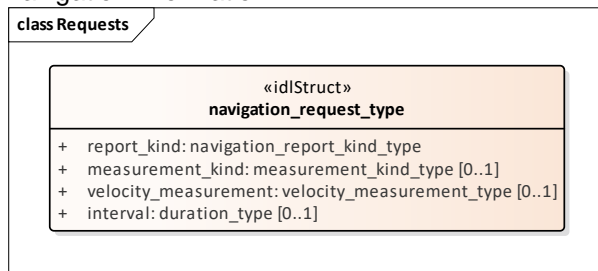 class Requests
«idlStruct»
navigation_request_type
+ report_kind: navigation_report_kind_type
+ measurement_kind: measurement_kind_type [0..1]
+ velocity_measurement: velocity_measurement_type [0..1]
+ interval: duration_type [0..1]